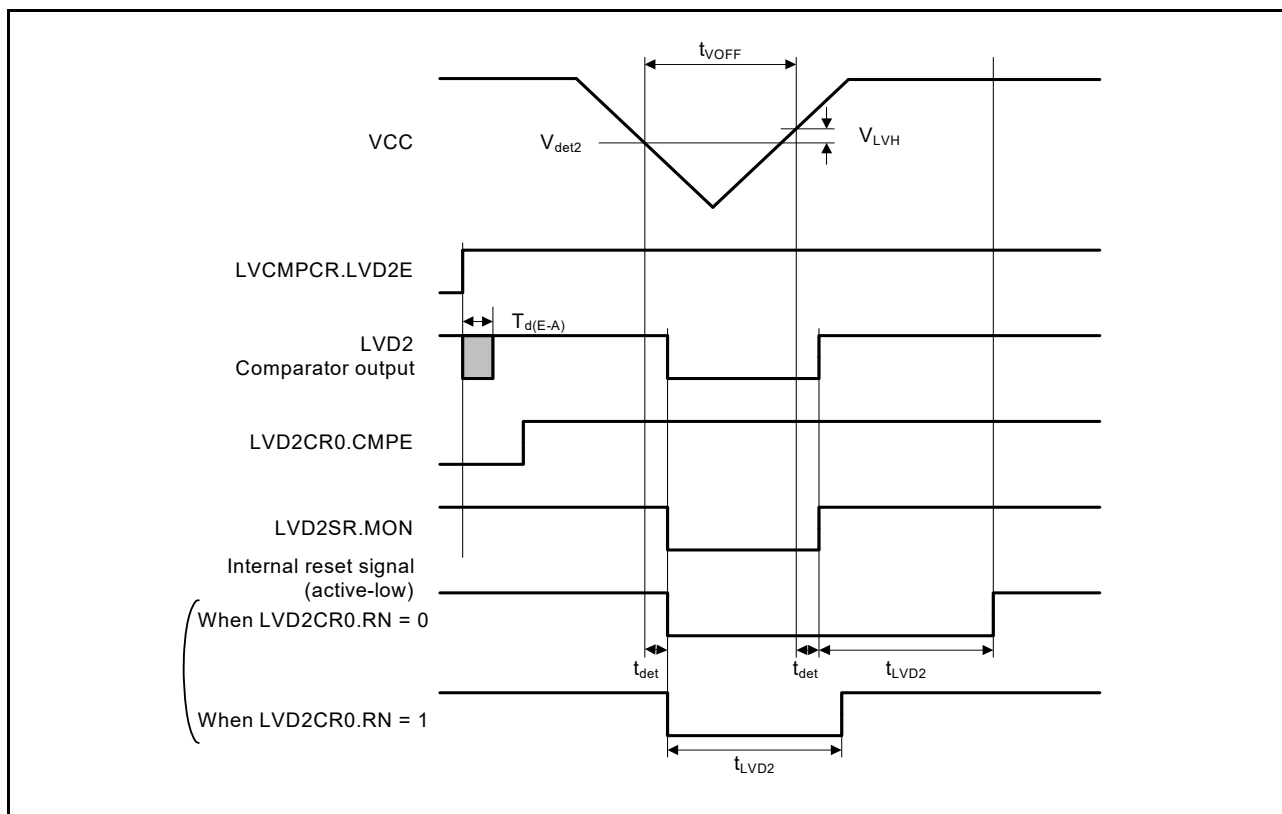 tVOFF
VCC
Vdet2
VLVH
LVCMPCR.LVD2E
Td(E-A)
LVD2
Comparator output
LVD2CR0.CMPE
LVD2SR.MON
Internal reset signal
(active-low)
When LVD2CR0.RN = 0
tdet
tdet
tLVD2
When LVD2CR0.RN = 1
tLVD2